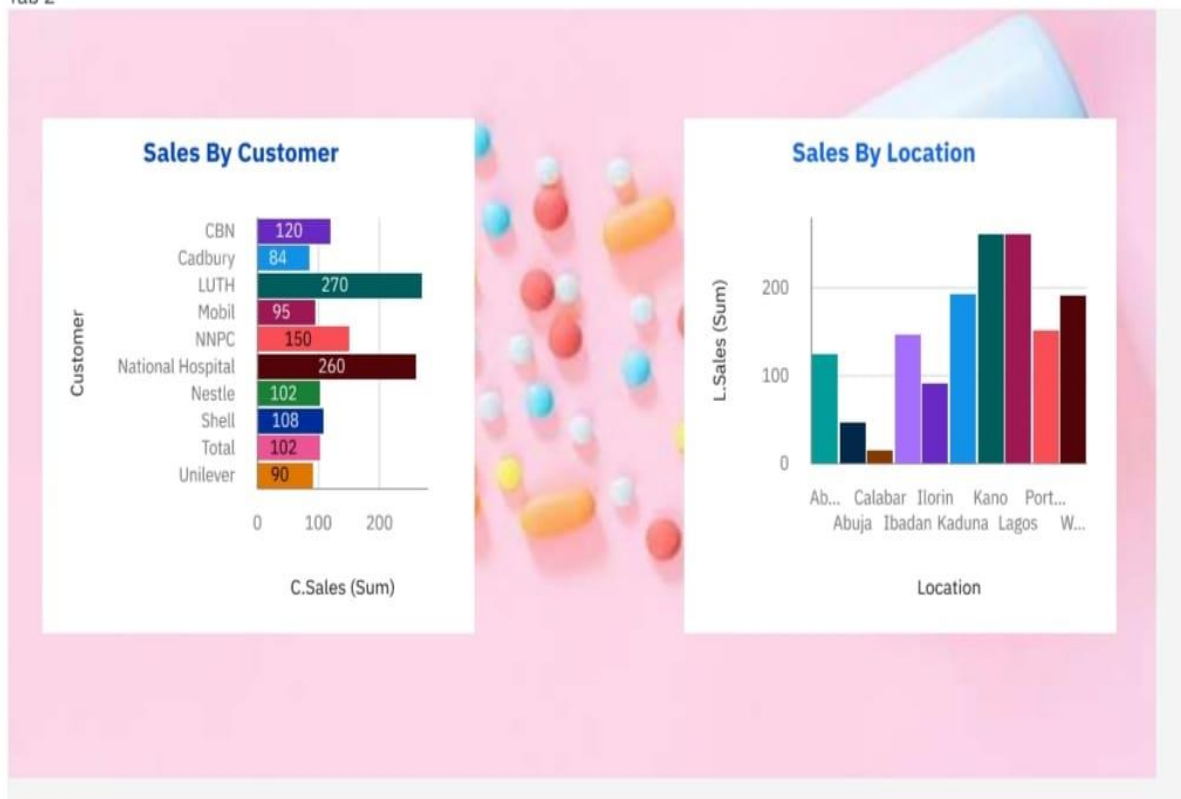 Tab 2
Sales By Customer
Customer
CBN 120
Cadbury 84
LUTH 270
Mobil 95
NNPC 150
National Hospital 260
Nestle 102
Shell 108
Total 102
Unilever 90
0 100 200
C.Sales (Sum)
Sales By Location
L.Sales (Sum)
200
100
0
Ab... Calabar Ilorin Kano Port...
Abuja Ibadan Kaduna Lagos W...
Location